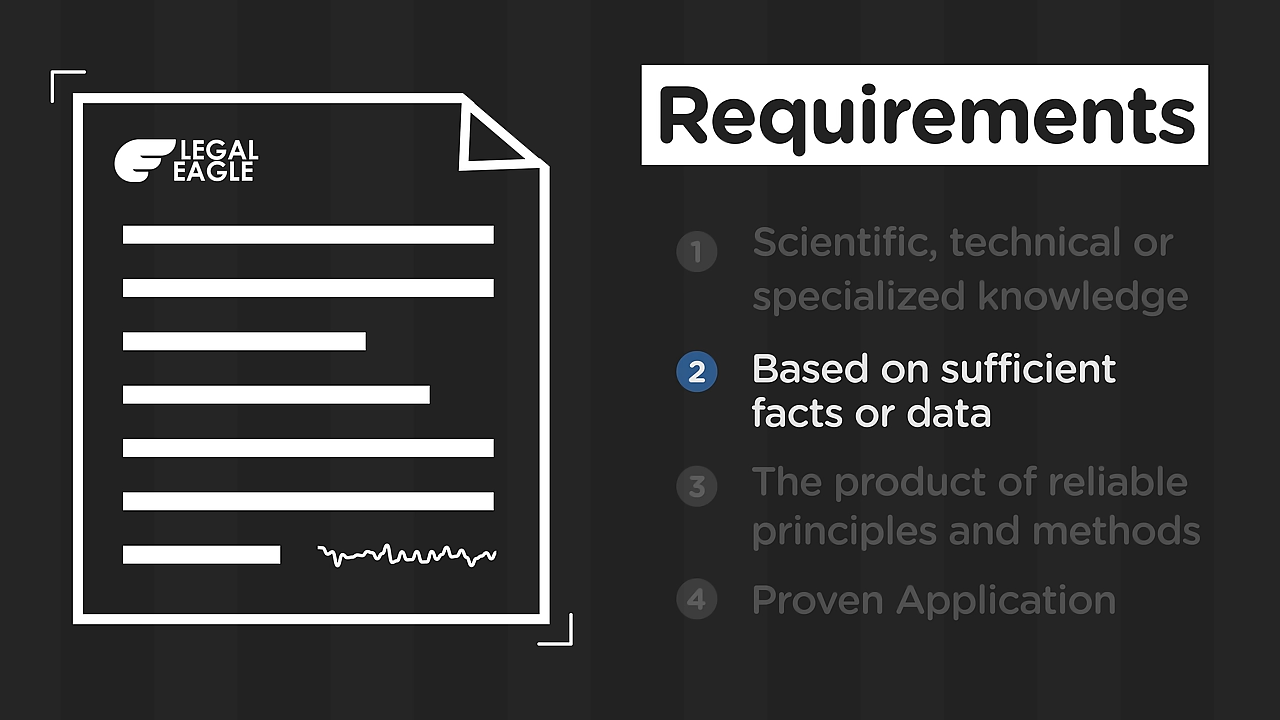 LEGAL
EAGLE
Requirements
1 Scientific, technical or
specialized knowledge
2 Based on sufficient
facts or data
3 The product of reliable
principles and methods
4 Proven Application